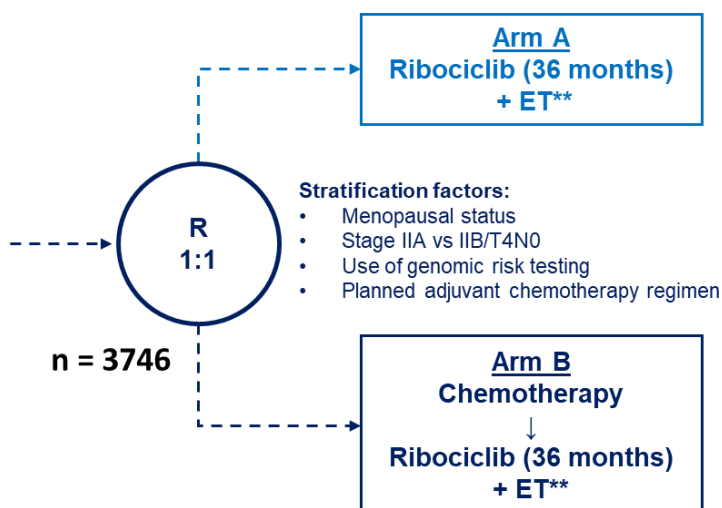 Arm A
Ribociclib (36 months)
+ ET**
R
1:1
Stratification factors:
• Menopausal status
• Stage IIA vs IIB/T4N0
• Use of genomic risk testing
• Planned adjuvant chemotherapy regimen
n = 3746
Arm B
Chemotherapy
↓
Ribociclib (36 months)
+ ET**